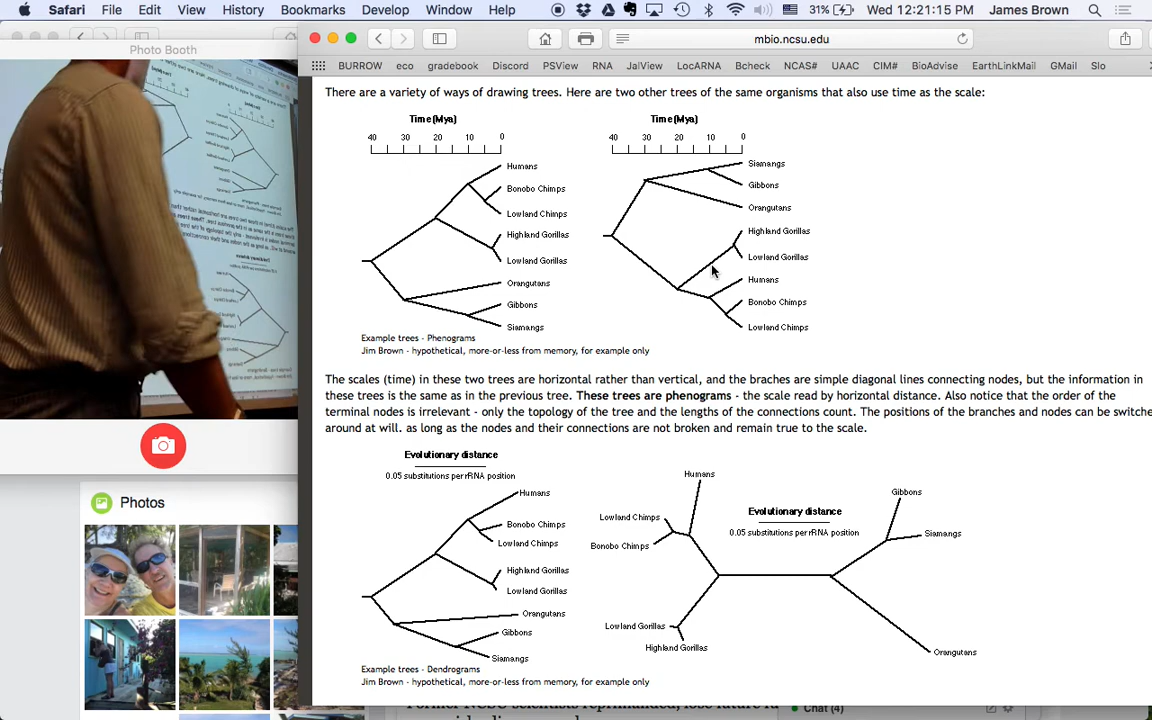 Safari File Edit View History Bookmarks Develop Window Help 31% Wed 12:21:15 PM James Brown
Photo Booth
mbio.ncsu.edu
BURROW eco gradebook Discord PSView RNA JalView LocARNA Bcheck NCAS# UAAC CIM# BioAdvise EarthLinkMail GMail Slo
There are a variety of ways of drawing trees. Here are two other trees of the same organisms that also use time as the scale:
Time (Mya)
40 30 20 10 0
Humans
Bonobo Chimps
Lowland Chimps
Highland Gorillas
Lowland Gorillas
Orangutans
Gibbons
Siamangs
Time (Mya)
40 30 20 10 0
Siamangs
Gibbons
Orangutans
Highland Gorillas
Lowland Gorillas
Humans
Bonobo Chimps
Lowland Chimps
Example trees - Phenograms
Jim Brown - hypothetical, more-or-less from memory, for example only
The scales (time) in these two trees are horizontal rather than vertical, and the braches are simple diagonal lines connecting nodes, but the information in
these trees is the same as in the previous tree. These trees are phenograms - the scale read by horizontal distance. Also notice that the order of the
terminal nodes is irrelevant - only the topology of the tree and the lengths of the connections count. The positions of the branches and nodes can be switche
around at will. as long as the nodes and their connections are not broken and remain true to the scale.
Evolutionary distance
0.05 substitutions per rRNA position
Humans
Bonobo Chimps
Lowland Chimps
Highland Gorillas
Lowland Gorillas
Orangutans
Gibbons
Siamangs
Humans
Lowland Chimps
Bonobo Chimps
Lowland Gorillas
Highland Gorillas
Evolutionary distance
0.05 substitutions per rRNA position
Gibbons
Siamangs
Orangutans
Example trees - Dendrograms
Jim Brown - hypothetical, more-or-less from memory, for example only
Photos
Chat (4)